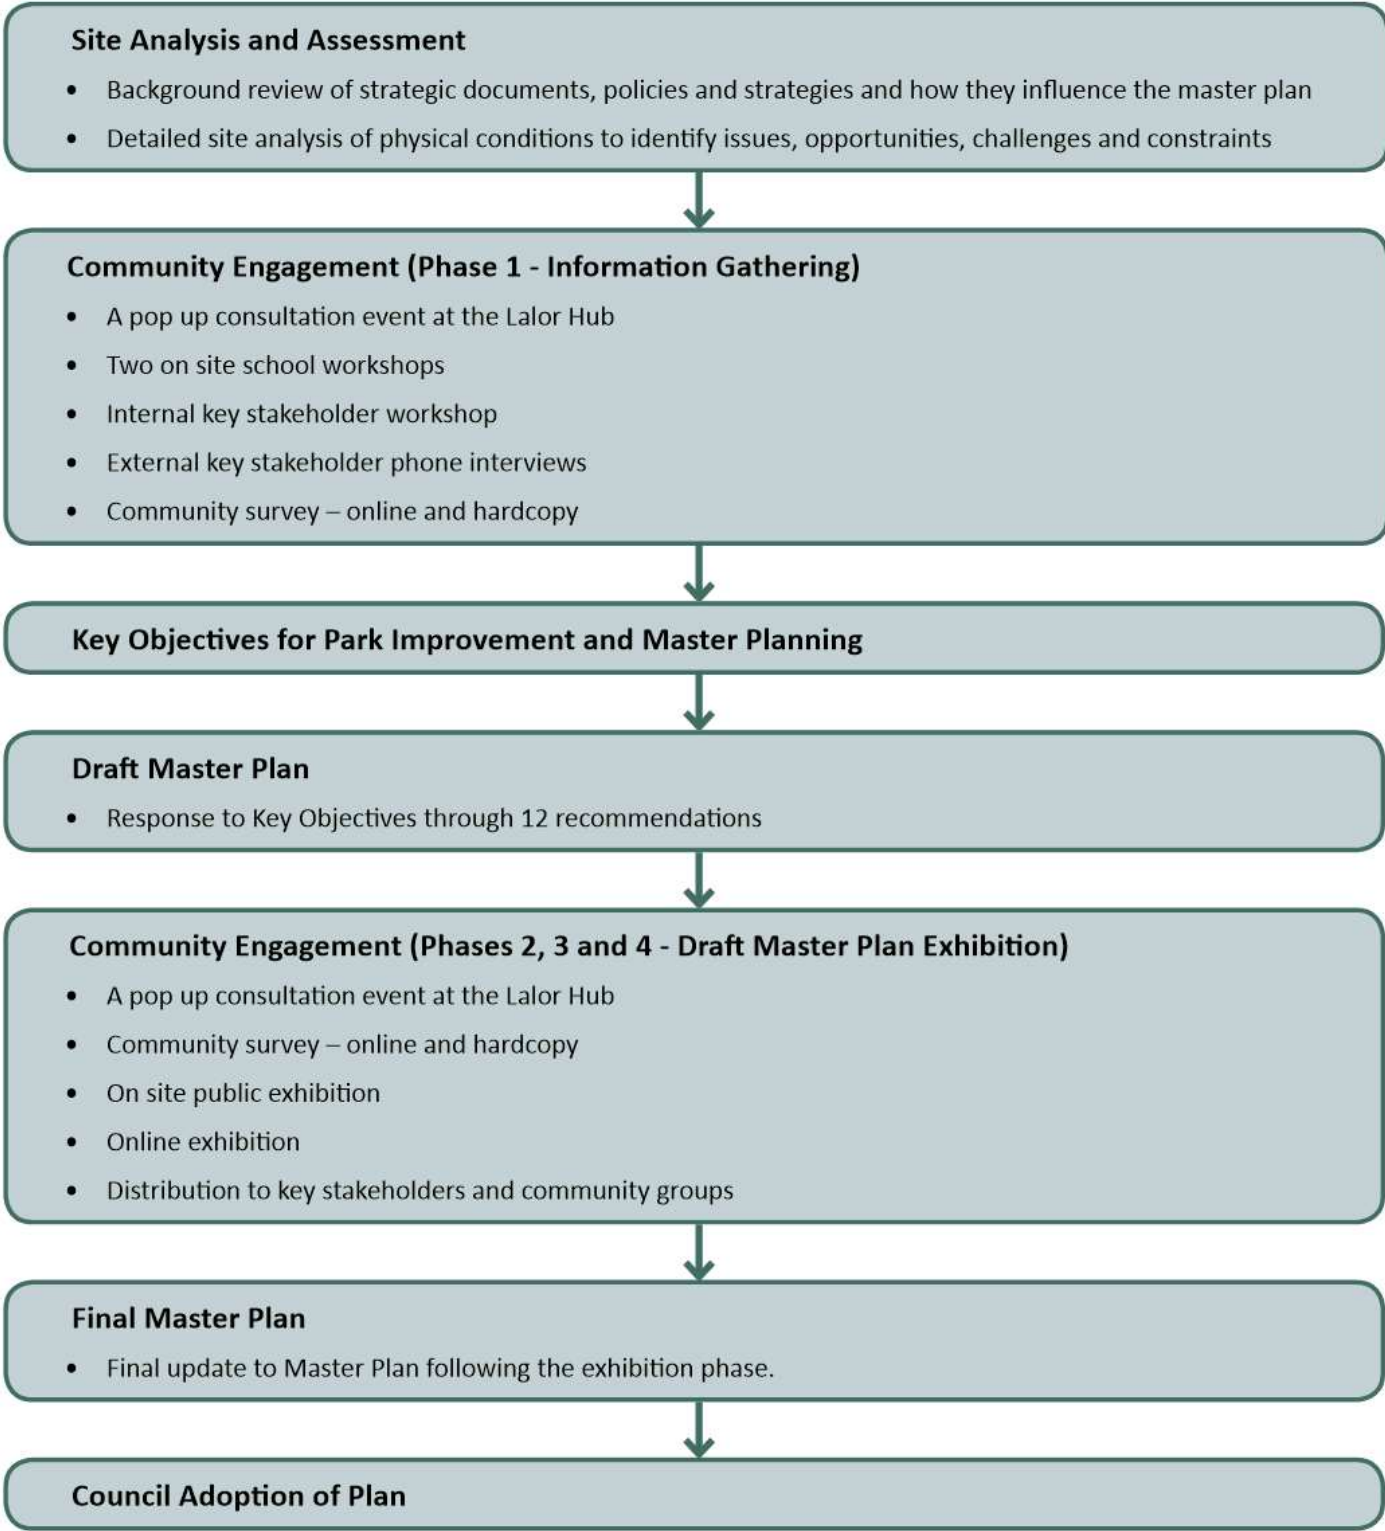 Site Analysis and Assessment
• Background review of strategic documents, policies and strategies and how they influence the master plan
• Detailed site analysis of physical conditions to identify issues, opportunities, challenges and constraints
Community Engagement (Phase 1 - Information Gathering)
• A pop up consultation event at the Lalor Hub
• Two on site school workshops
• Internal key stakeholder workshop
• External key stakeholder phone interviews
• Community survey – online and hardcopy
Key Objectives for Park Improvement and Master Planning
Draft Master Plan
• Response to Key Objectives through 12 recommendations
Community Engagement (Phases 2, 3 and 4 - Draft Master Plan Exhibition)
• A pop up consultation event at the Lalor Hub
• Community survey – online and hardcopy
• On site public exhibition
• Online exhibition
• Distribution to key stakeholders and community groups
Final Master Plan
• Final update to Master Plan following the exhibition phase.
Council Adoption of Plan